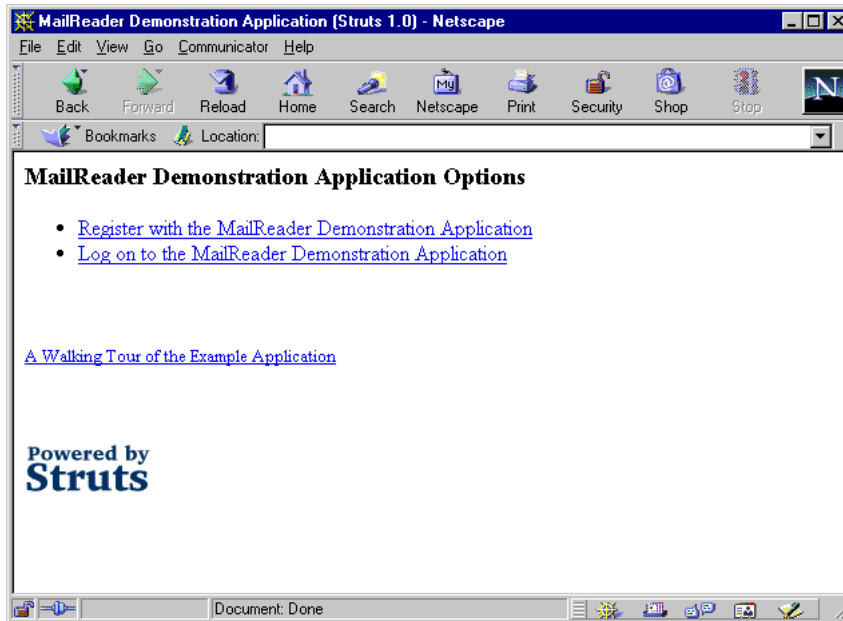 MailReader Demonstration Application (Struts 1.0) - Netscape
File Edit View Go Communicator Help
My
Back Forward Reload Home Search Netscape Print Security Shop Stop
N
Bookmarks Location:
MailReader Demonstration Application Options
Register with the MailReader Demonstration Application
Log on to the MailReader Demonstration Application
A Walking Tour of the Example Application
Powered by
Struts
Document: Done